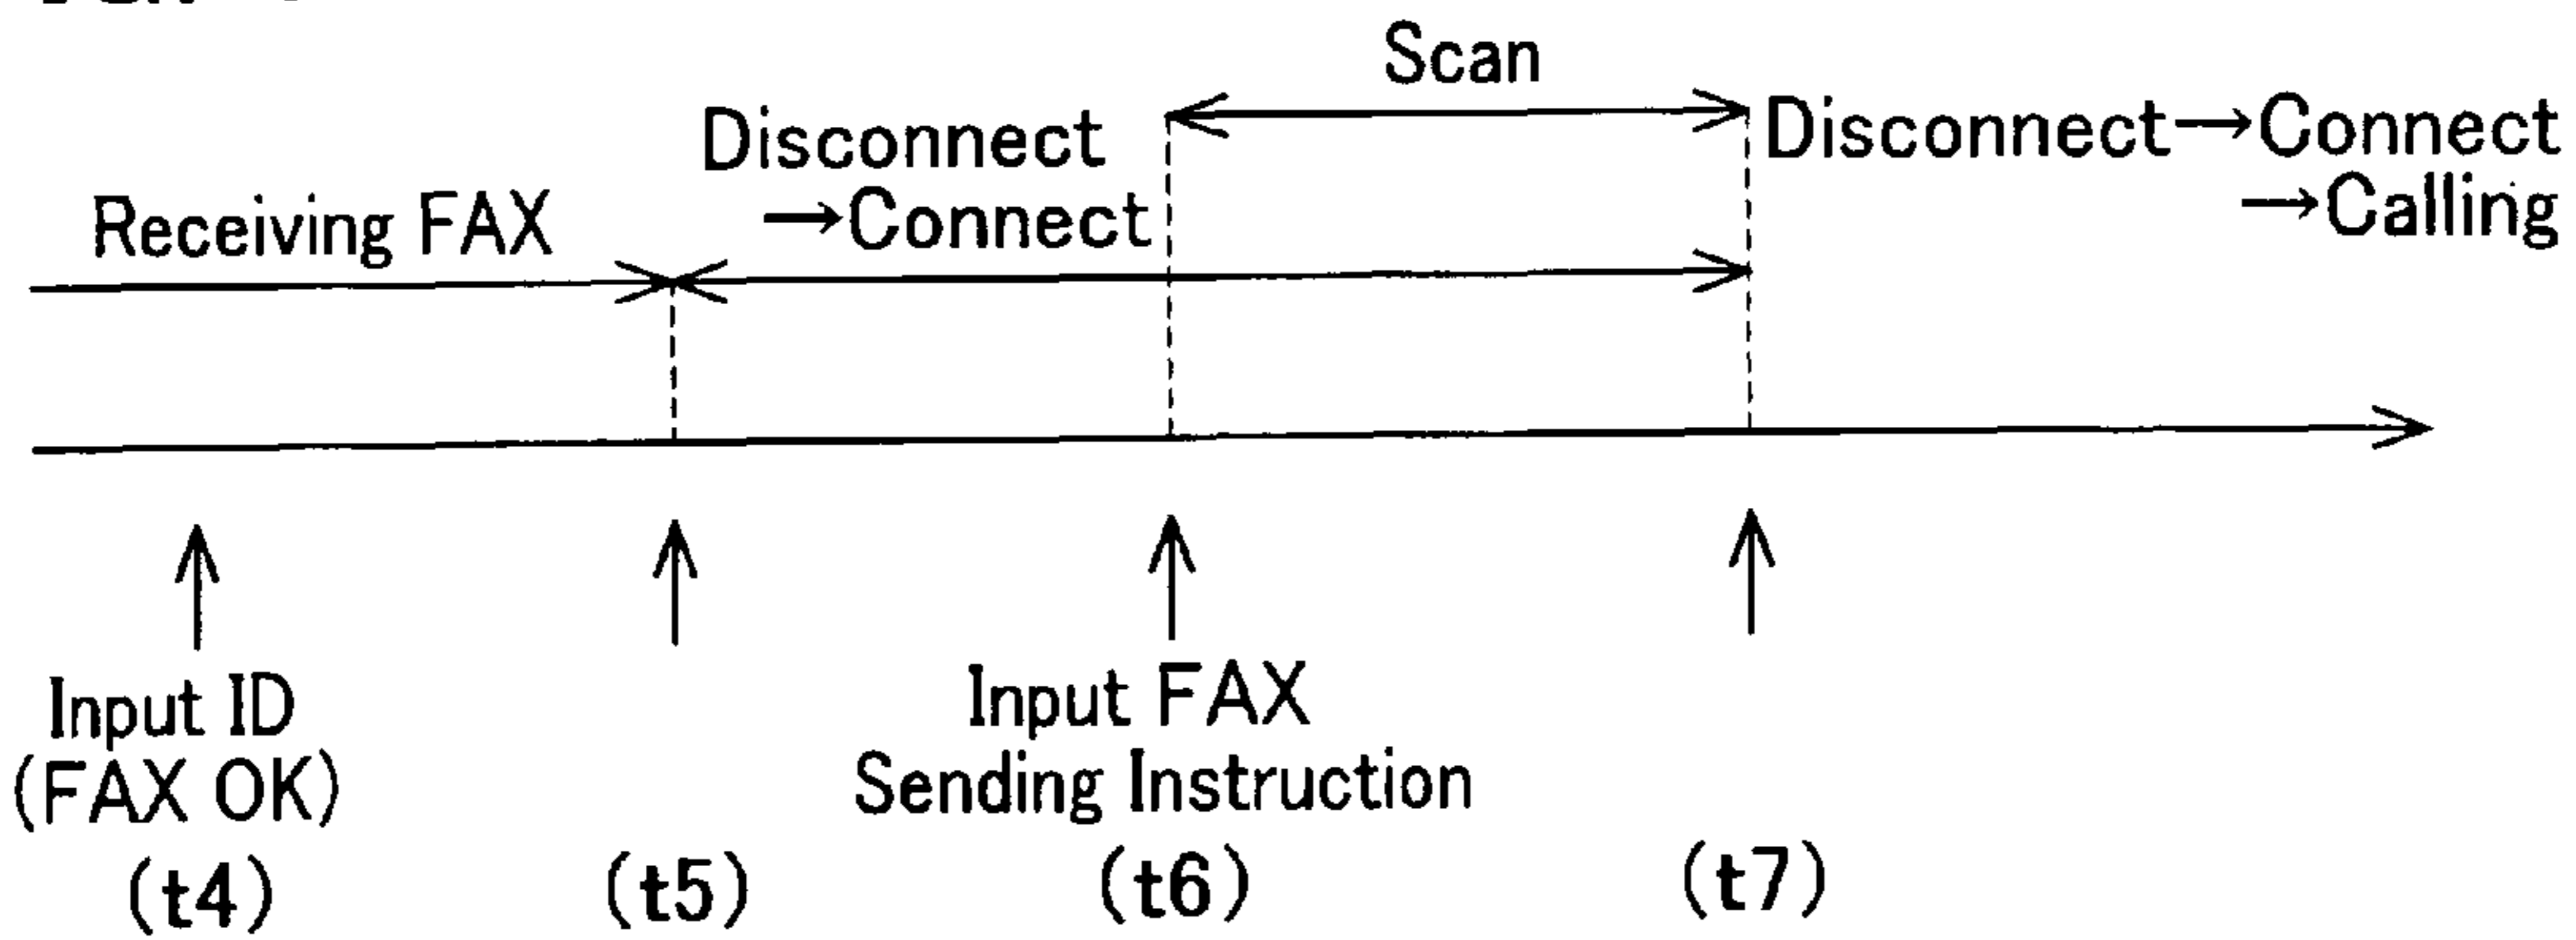 Scan
Disconnect
→Connect
Disconnect→Connect
→Calling
Receiving FAX
Input ID
(FAX OK)
(t4)
(t5)
Input FAX
Sending Instruction
(t6)
(t7)